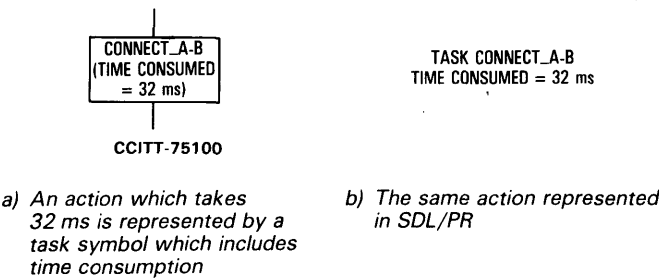 CONNECT_A-B
(TIME CONSUMED
= 32 ms)
CCITT-75100
a) An action which takes
32 ms is represented by a
task symbol which includes
time consumption
TASK CONNECT_A-B
TIME CONSUMED = 32 ms
b) The same action represented
in SDL/PR